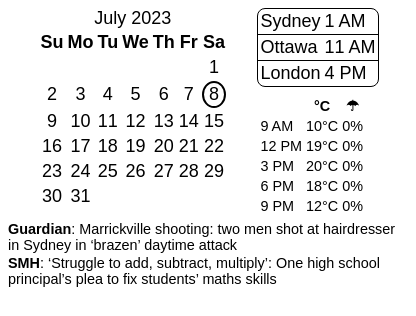 July 2023
Su Mo Tu We Th Fr Sa
1
2 3 4 5 6 7 8
9 10 11 12 13 14 15
16 17 18 19 20 21 22
23 24 25 26 27 28 29
30 31
Sydney 1 AM
Ottawa 11 AM
London 4 PM
°C ☂
9 AM 10°C 0%
12 PM 19°C 0%
3 PM 20°C 0%
6 PM 18°C 0%
9 PM 12°C 0%
Guardian: Marrickville shooting: two men shot at hairdresser
in Sydney in ‘brazen’ daytime attack
SMH: ‘Struggle to add, subtract, multiply’: One high school
principal’s plea to fix students’ maths skills